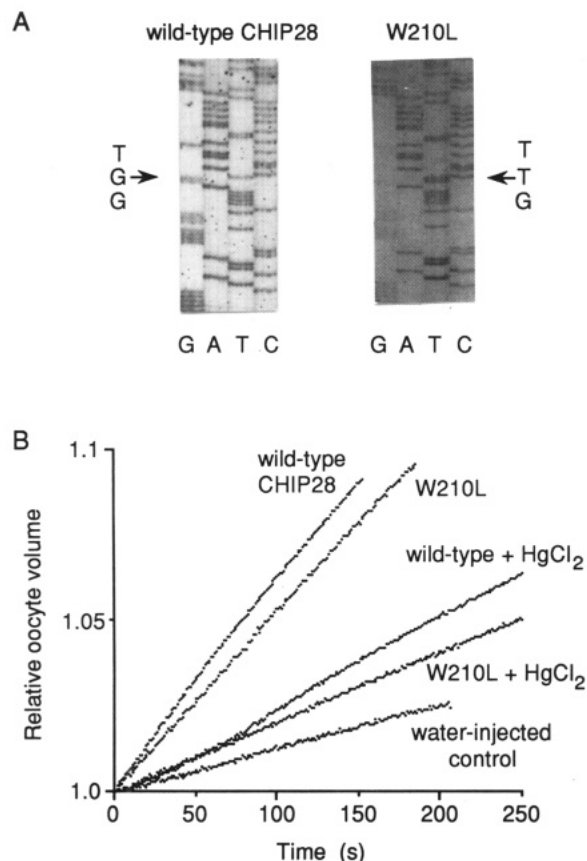 A
wild-type CHIP28
W210L
T
G
G
T
T
G
G A T C
G A T C
B
Relative oocyte volume
1.1
1.05
1.0
wild-type
CHIP28
W210L
wild-type + HgCl2
W210L + HgCl2
water-injected
control
0
50
100
150
200
250
Time (s)